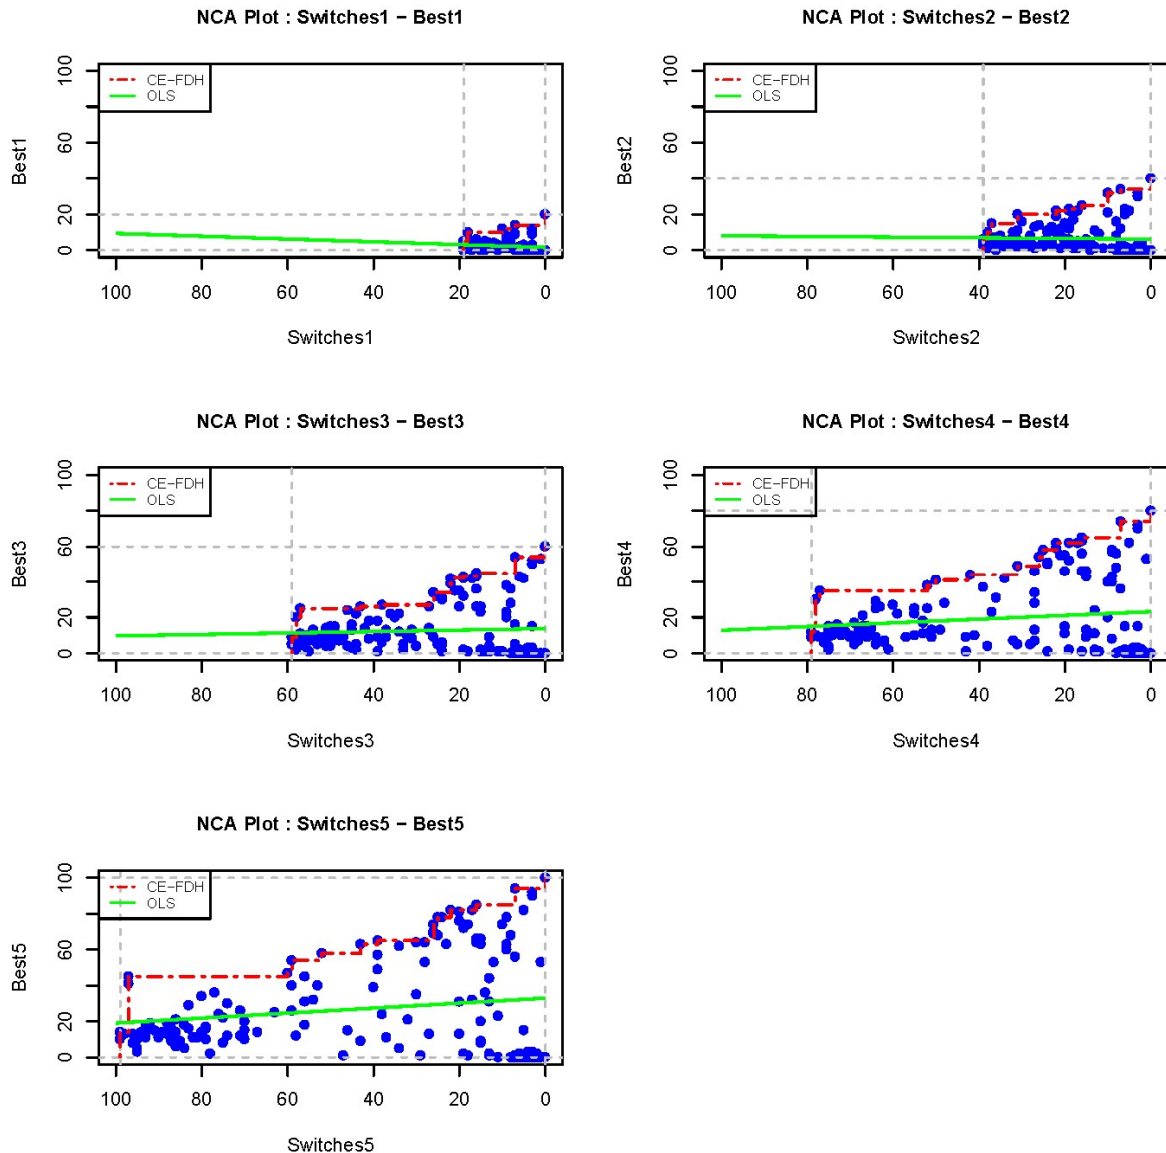 NCA Plot : Switches1 − Best1
CE−FDH
OLS
Best1
0 20 60 100
100 80 60 40 20 0
Switches1
NCA Plot : Switches2 − Best2
CE−FDH
OLS
Best2
0 20 60 100
100 80 60 40 20 0
Switches2
NCA Plot : Switches3 − Best3
CE−FDH
OLS
Best3
0 20 60 100
100 80 60 40 20 0
Switches3
NCA Plot : Switches4 − Best4
CE−FDH
OLS
Best4
0 20 60 100
100 80 60 40 20 0
Switches4
NCA Plot : Switches5 − Best5
CE−FDH
OLS
Best5
0 20 60 100
100 80 60 40 20 0
Switches5